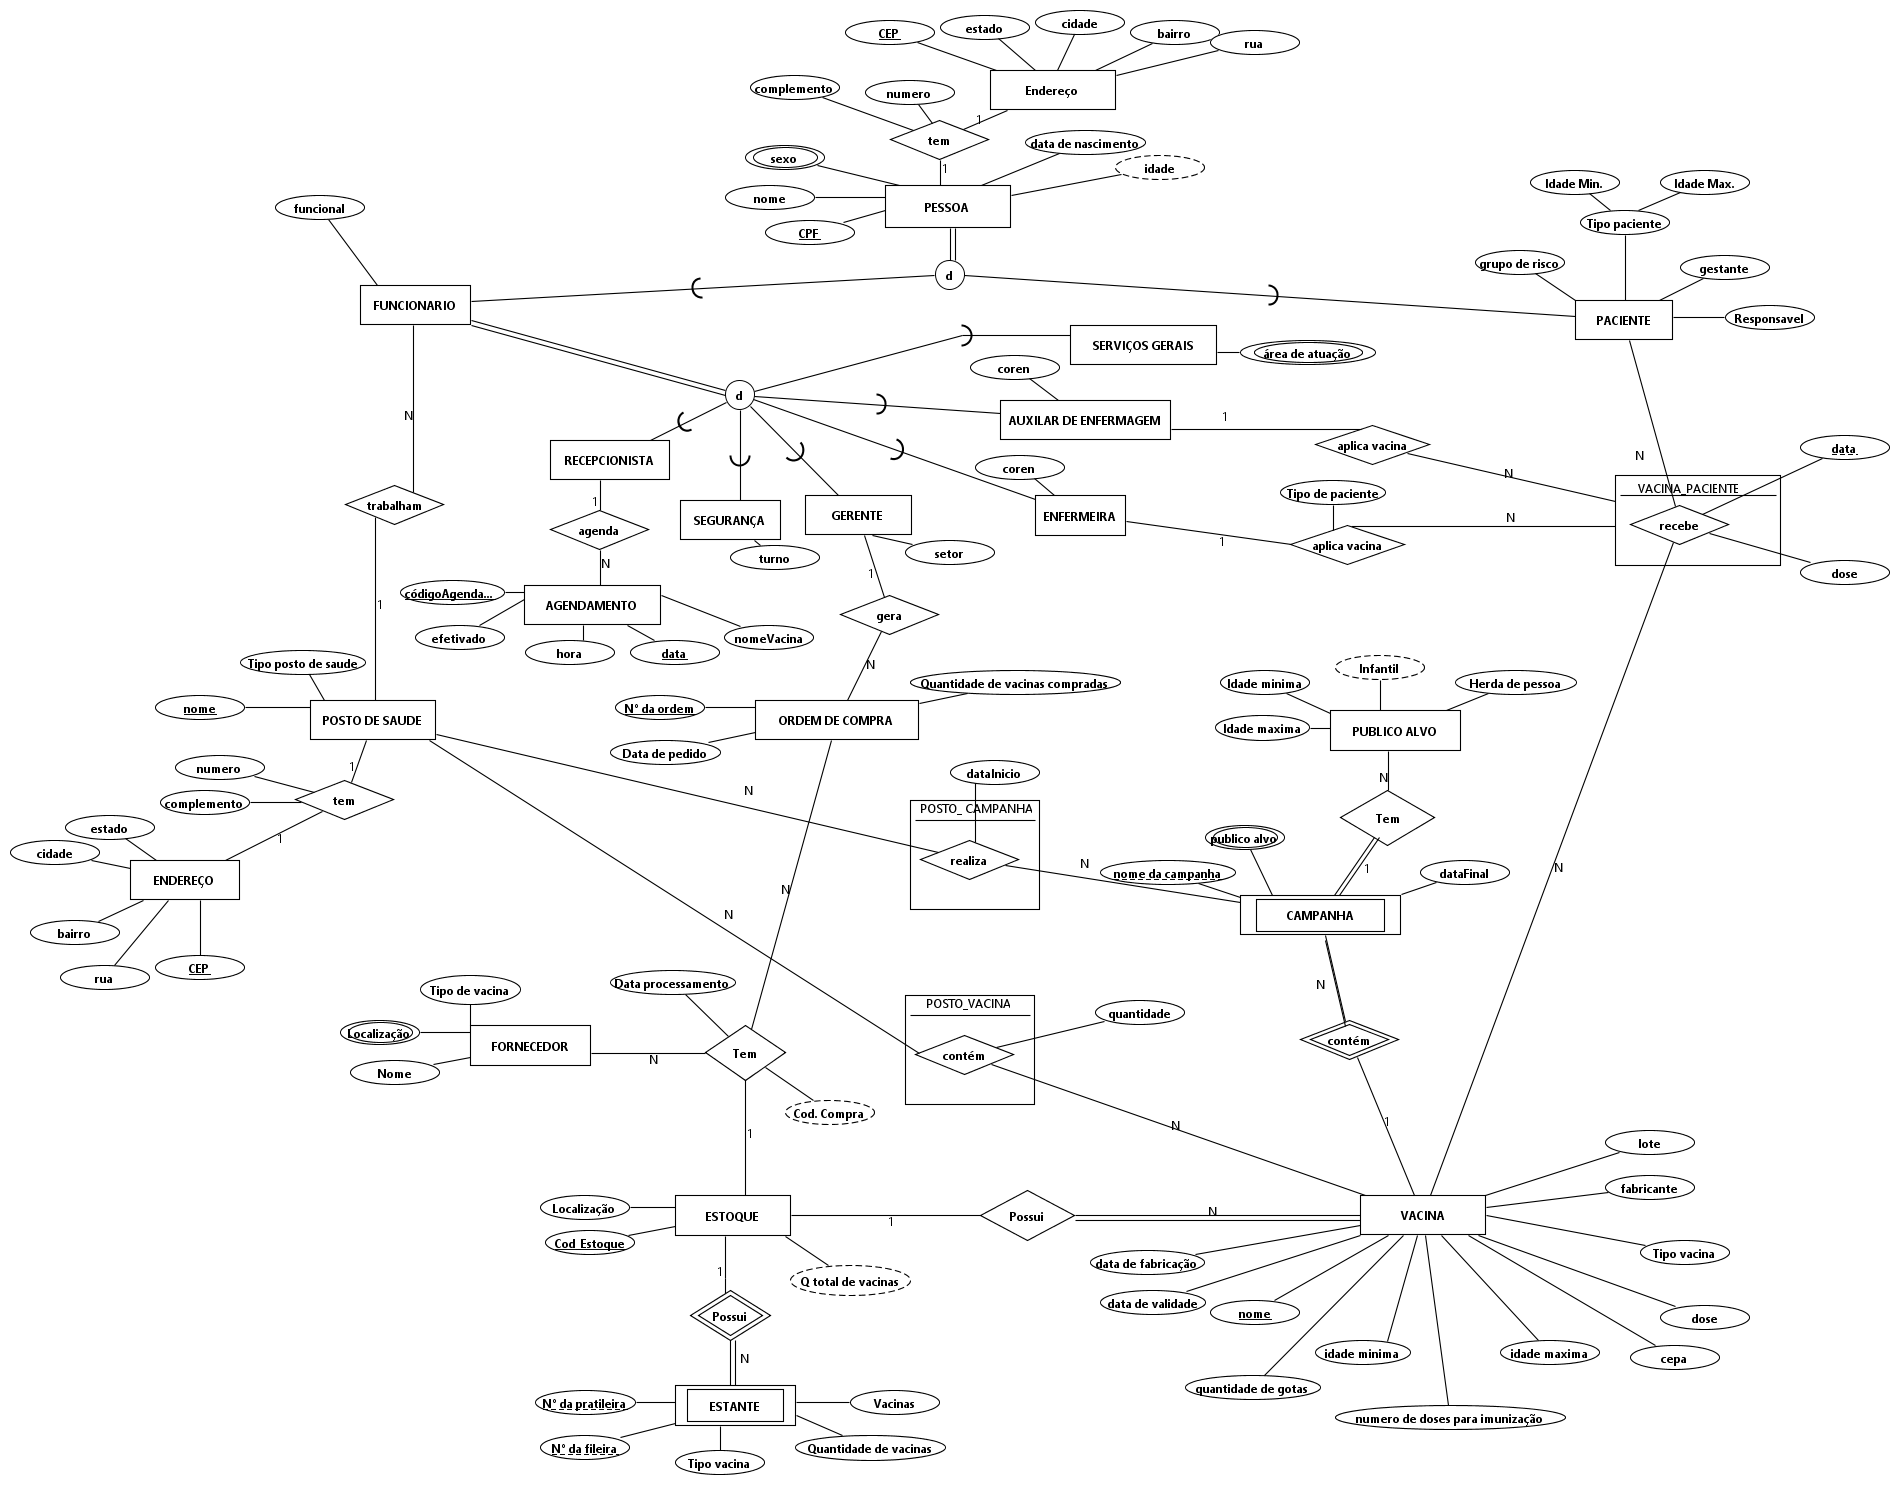 CEP
estado
cidade
bairro
rua
complemento
numero
Endereço
1
tem
1
sexo
data de nascimento
idade
nome
PESSOA
CPF
d
funcional
FUNCIONARIO
Idade Min.
Idade Max.
Tipo paciente
grupo de risco
gestante
PACIENTE
Responsavel
SERVIÇOS GERAIS
área de atuação
coren
d
AUXILAR DE ENFERMAGEM
1
aplica vacina
N
N
N
RECEPCIONISTA
coren
Tipo de paciente
data
VACINA_PACIENTE
trabalham
1
agenda
N
SEGURANÇA
turno
GERENTE
setor
ENFERMEIRA
1
aplica vacina
N
recebe
dose
1
códigoAgenda...
AGENDAMENTO
efetivado
hora
data
nomeVacina
1
gera
N
Tipo posto de saude
nome
POSTO DE SAUDE
N° da ordem
Quantidade de vacinas compradas
ORDEM DE COMPRA
Data de pedido
Infantil
Idade minima
Herda de pessoa
Idade maxima
PUBLICO ALVO
1
numero
complemento
tem
1
N
dataInicio
POSTO_ CAMPANHA
realiza
N
N
Tem
1
estado
cidade
ENDEREÇO
bairro
rua
CEP
publico alvo
nome da campanha
dataFinal
CAMPANHA
N
N
N
N
Tipo de vacina
Data processamento
Localização
FORNECEDOR
Nome
N
Tem
Cod. Compra
1
POSTO_VACINA
quantidade
contém
N
N
contém
1
lote
fabricante
Localização
ESTOQUE
Cod Estoque
Q total de vacinas
1
Possui
N
VACINA
Tipo vacina
data de fabricação
data de validade
nome
dose
idade minima
idade maxima
cepa
quantidade de gotas
numero de doses para imunização
1
Possui
N
N° da pratileira
ESTANTE
Vacinas
N° da fileira
Tipo vacina
Quantidade de vacinas